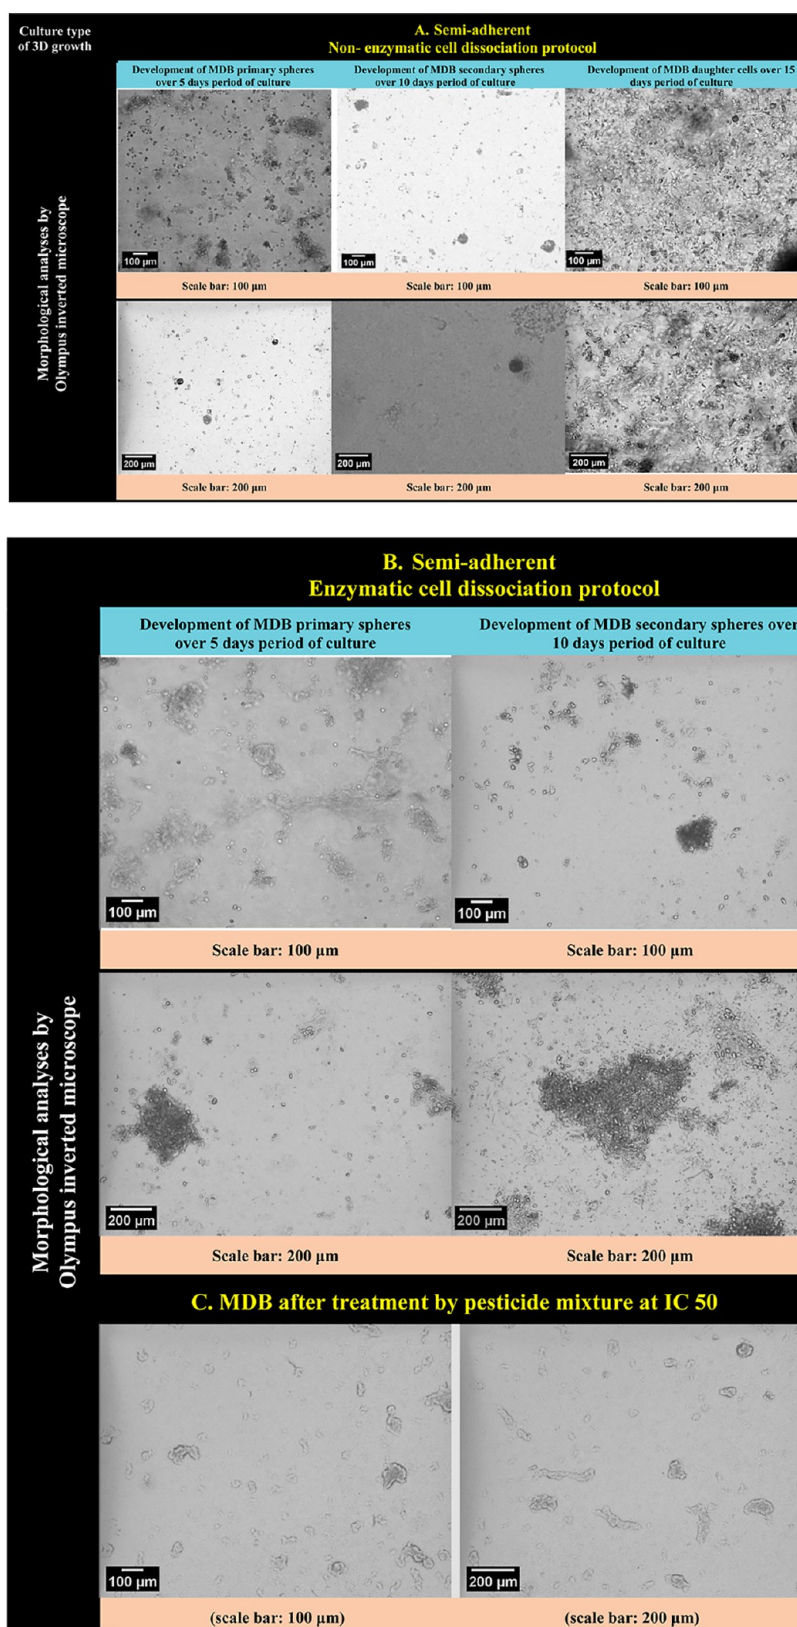 Culture type
of 3D growth
A. Semi-adherent
Non- enzymatic cell dissociation protocol
Development of MDB primary spheres
over 5 days period of culture
Development of MDB secondary spheres
over 10 days period of culture
Development of MDB daughter cells over 15
days period of culture
Morphological analyses by
Olympus inverted microscope
100 µm
100 µm
100 µm
Scale bar: 100 µm
Scale bar: 100 µm
Scale bar: 100 µm
200 µm
200 µm
200 µm
Scale bar: 200 µm
Scale bar: 200 µm
Scale bar: 200 µm
B. Semi-adherent
Enzymatic cell dissociation protocol
Development of MDB primary spheres
over 5 days period of culture
Development of MDB secondary spheres over
10 days period of culture
Morphological analyses by
Olympus inverted microscope
100 µm
100 µm
Scale bar: 100 µm
Scale bar: 100 µm
200 µm
200 µm
Scale bar: 200 µm
Scale bar: 200 µm
C. MDB after treatment by pesticide mixture at IC 50
100 µm
200 µm
(scale bar: 100 µm)
(scale bar: 200 µm)